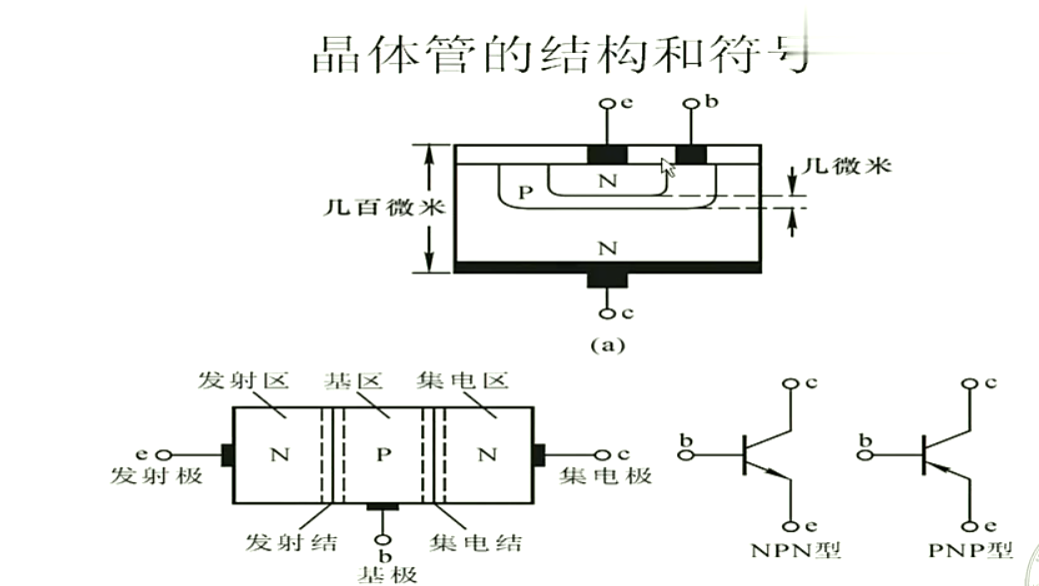 晶体管的结构和符号
e b
几微米
N
P
几百微米
N
c
(a)
发射区 基区 集电区
c c
e N P N c b b
发射极 集电极
发射结 b 集电结 e e
基极 NPN型 PNP型